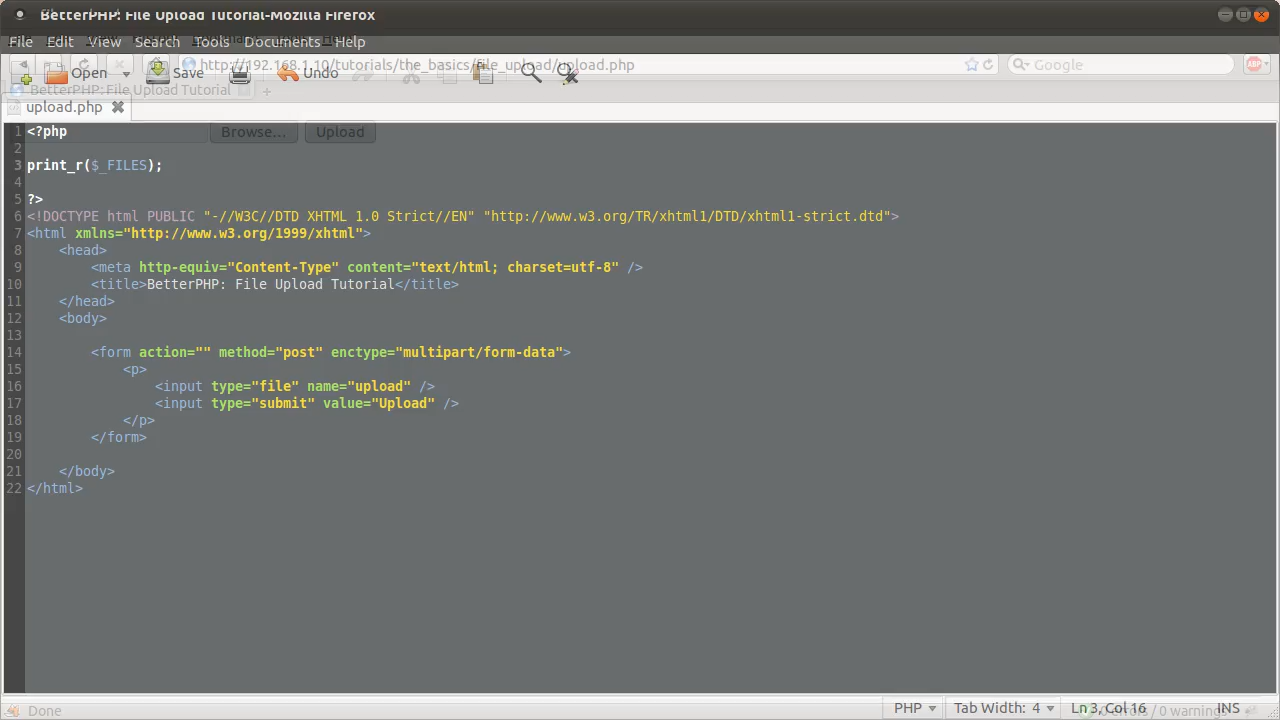 BetterPHP: File Upload Tutorial-Mozilla Firefox
File Edit View Search Tools Documents Help
Open Save Undo
http://192.168.1.10/tutorials/the_basics/file_upload/upload.php
Google
ABP
BetterPHP: File Upload Tutorial
upload.php
Browse... Upload
1 <?php
2
3 print_r($_FILES);
4
5 ?>
6 <!DOCTYPE html PUBLIC "-//W3C//DTD XHTML 1.0 Strict//EN" "http://www.w3.org/TR/xhtml1/DTD/xhtml1-strict.dtd">
7 <html xmlns="http://www.w3.org/1999/xhtml">
8 <head>
9 <meta http-equiv="Content-Type" content="text/html; charset=utf-8" />
10 <title>BetterPHP: File Upload Tutorial</title>
11 </head>
12 <body>
13
14 <form action="" method="post" enctype="multipart/form-data">
15 <p>
16 <input type="file" name="upload" />
17 <input type="submit" value="Upload" />
18 </p>
19 </form>
20
21 </body>
22 </html>
Done
PHP Tab Width: 4 Ln 3, Col 16 INS
errors / 0 warnings